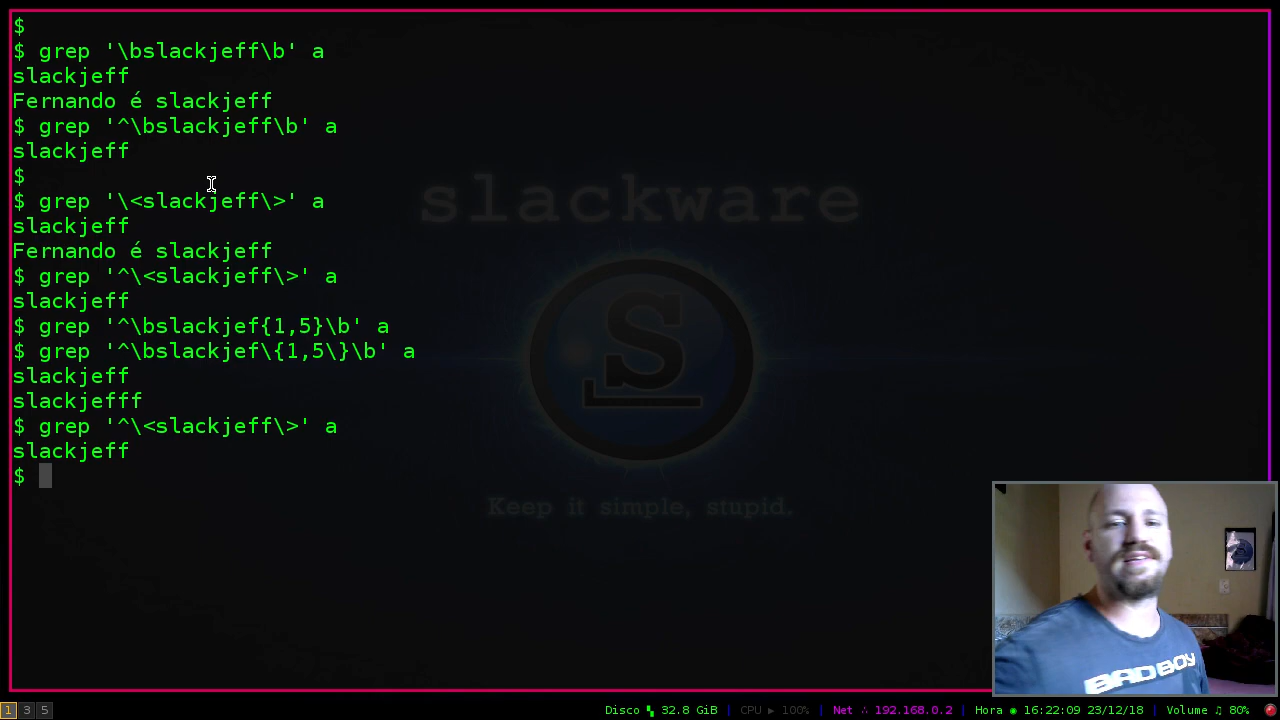 $
$ grep '\bslackjeff\b' a
slackjeff
Fernando é slackjeff
$ grep '^\bslackjeff\b' a
slackjeff
$
$ grep '\<slackjeff\>' a
slackjeff
Fernando é slackjeff
$ grep '^\<slackjeff\>' a
slackjeff
$ grep '^\bslackjef{1,5}\b' a
$ grep '^\bslackjef\{1,5\}\b' a
slackjeff
slackjefff
$ grep '^\<slackjeff\>' a
slackjeff
$
slackware
S
Keep it simple, stupid.
BAD BOY
1 3 5
Disco ▚ 32.8 GiB | CPU ▶ 100% | Net ∴ 192.168.0.2 | Hora ◉ 16:22:09 23/12/18 | Volume ♫ 80%